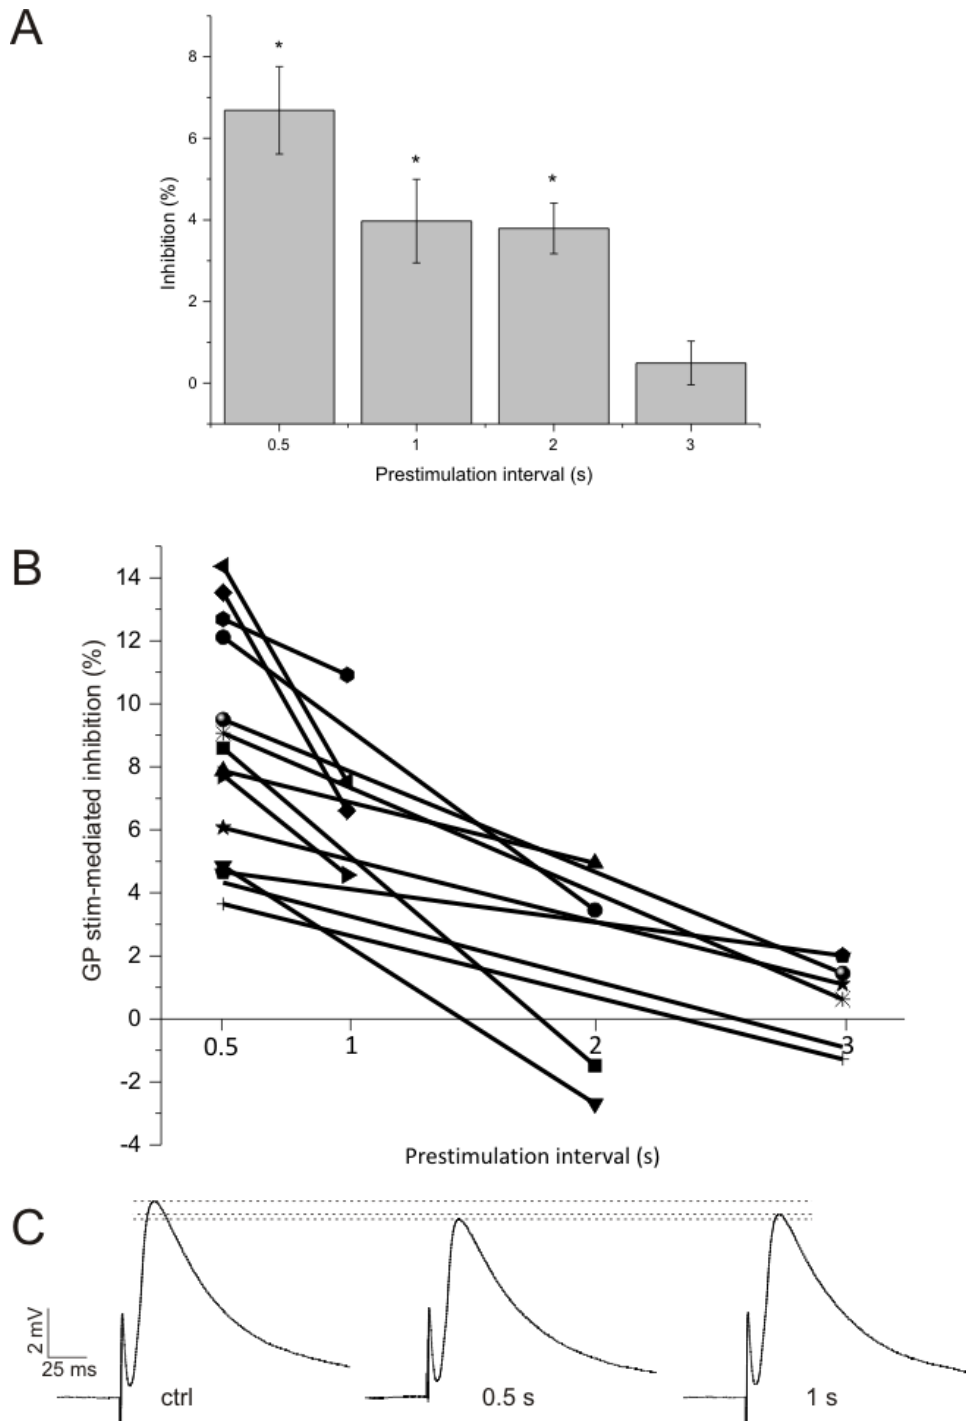 A
*
*
*
8
6
4
2
0
Inhibition (%)
0.5 1 2 3
Prestimulation interval (s)
B
14
12
10
8
6
4
2
0
-2
-4
GP stim-mediated inhibition (%)
0.5 1 2 3
Prestimulation interval (s)
C
2 mV
25 ms
ctrl 0.5 s 1 s